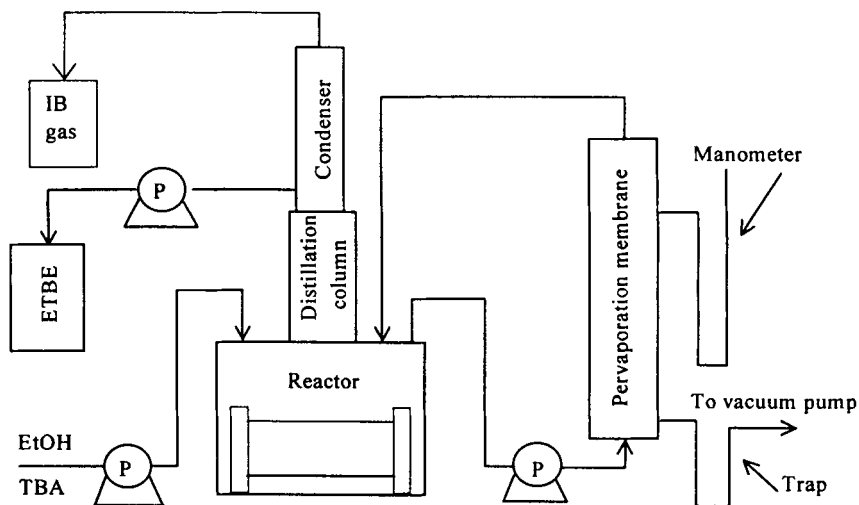 IB
gas
Condenser
P
ETBE
Distillation
column
Reactor
EtOH
TBA
P
P
Pervaporation membrane
Manometer
To vacuum pump
Trap